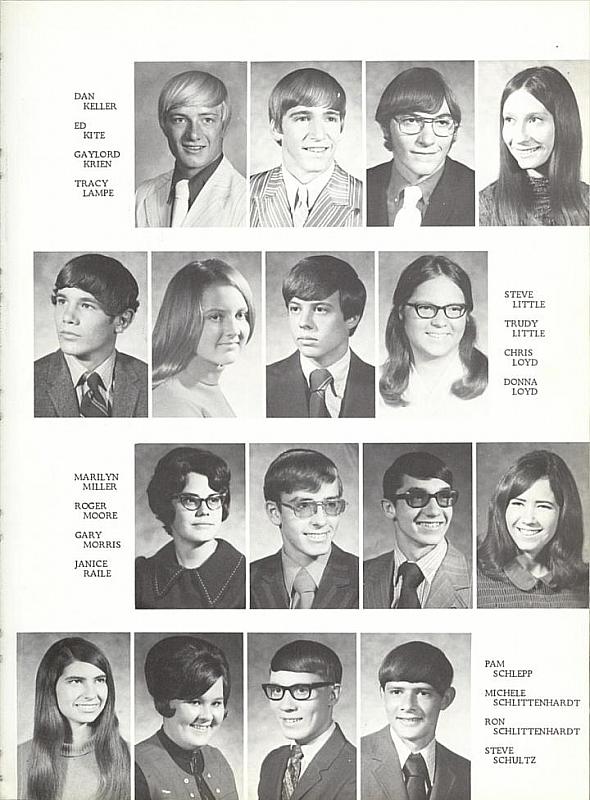 DAN
KELLER
ED
KITE
GAYLORD
KRIEN
TRACY
LAMPE
STEVE
LITTLE
TRUDY
LITTLE
CHRIS
LOYD
DONNA
LOYD
MARILYN
MILLER
ROGER
MOORE
GARY
MORRIS
JANICE
RAILE
PAM
SCHLEPP
MICHELE
SCHLITTENHARDT
RON
SCHLITTENHARDT
STEVE
SCHULTZ